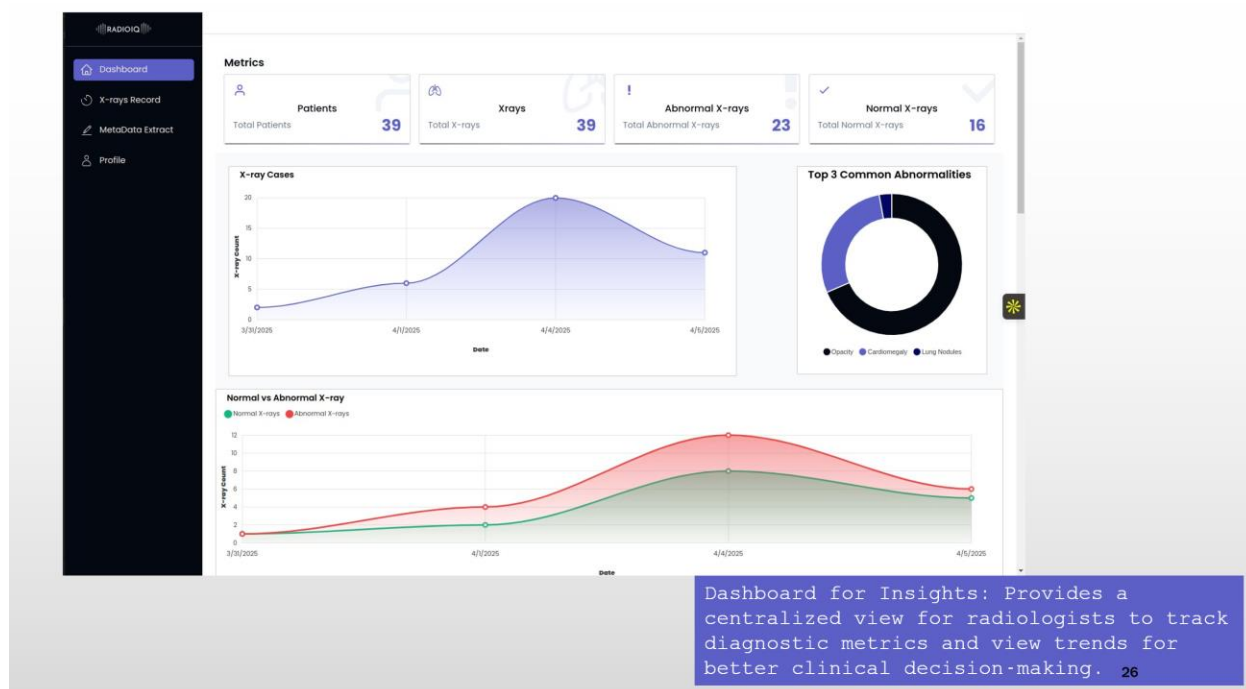 RADIOIQ
Dashboard
X-rays Record
MetaData Extract
Profile
Metrics
Patients
Total Patients 39
Xrays
Total X-rays 39
Abnormal X-rays
Total Abnormal X-rays 23
Normal X-rays
Total Normal X-rays 16
X-ray Cases
20
15
10
5
0
X-ray Count
3/31/2025 4/1/2025 4/4/2025 4/5/2025
Date
Top 3 Common Abnormalities
Opacity Cardiomegaly Lung Nodules
Normal vs Abnormal X-ray
Normal X-rays Abnormal X-rays
12
10
8
6
4
2
0
X-ray Count
3/31/2025 4/1/2025 4/4/2025 4/5/2025
Date
Dashboard for Insights: Provides a
centralized view for radiologists to track
diagnostic metrics and view trends for
better clinical decision-making. 26